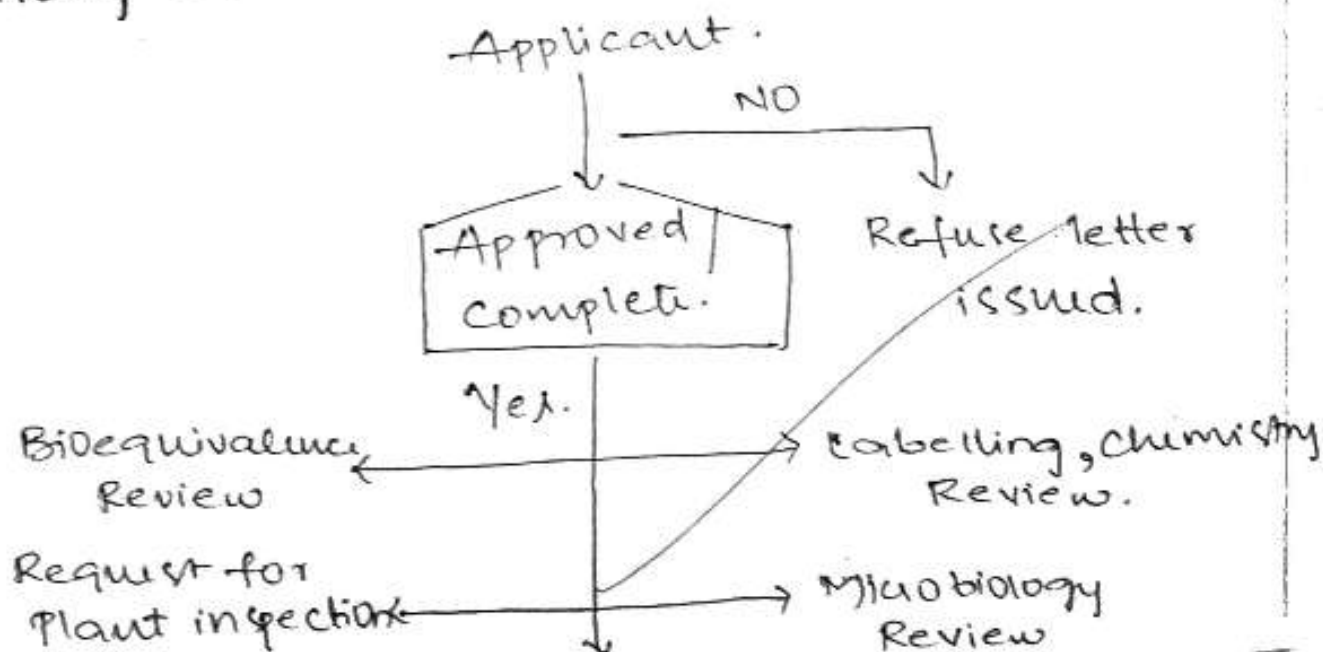 Applicant.
NO
Approved
Complete.
Refuse letter
issued.
Yes.
Bioequivalence
Review
Labelling, Chemistry
Review.
Request for
Plant inspection
Microbiology
Review